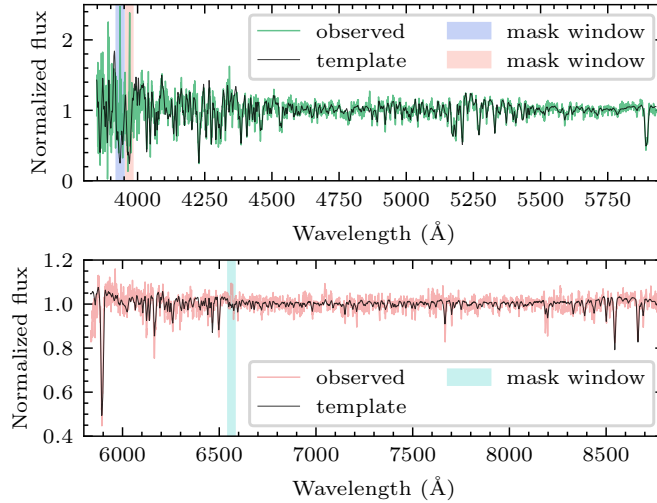 observed
mask window
template
mask window
2
1
0
Normalized flux
4000
4250
4500
4750
5000
5250
5500
5750
Wavelength (Å)
1.2
1.0
0.8
0.6
0.4
Normalized flux
observed
mask window
template
6000
6500
7000
7500
8000
8500
Wavelength (Å)